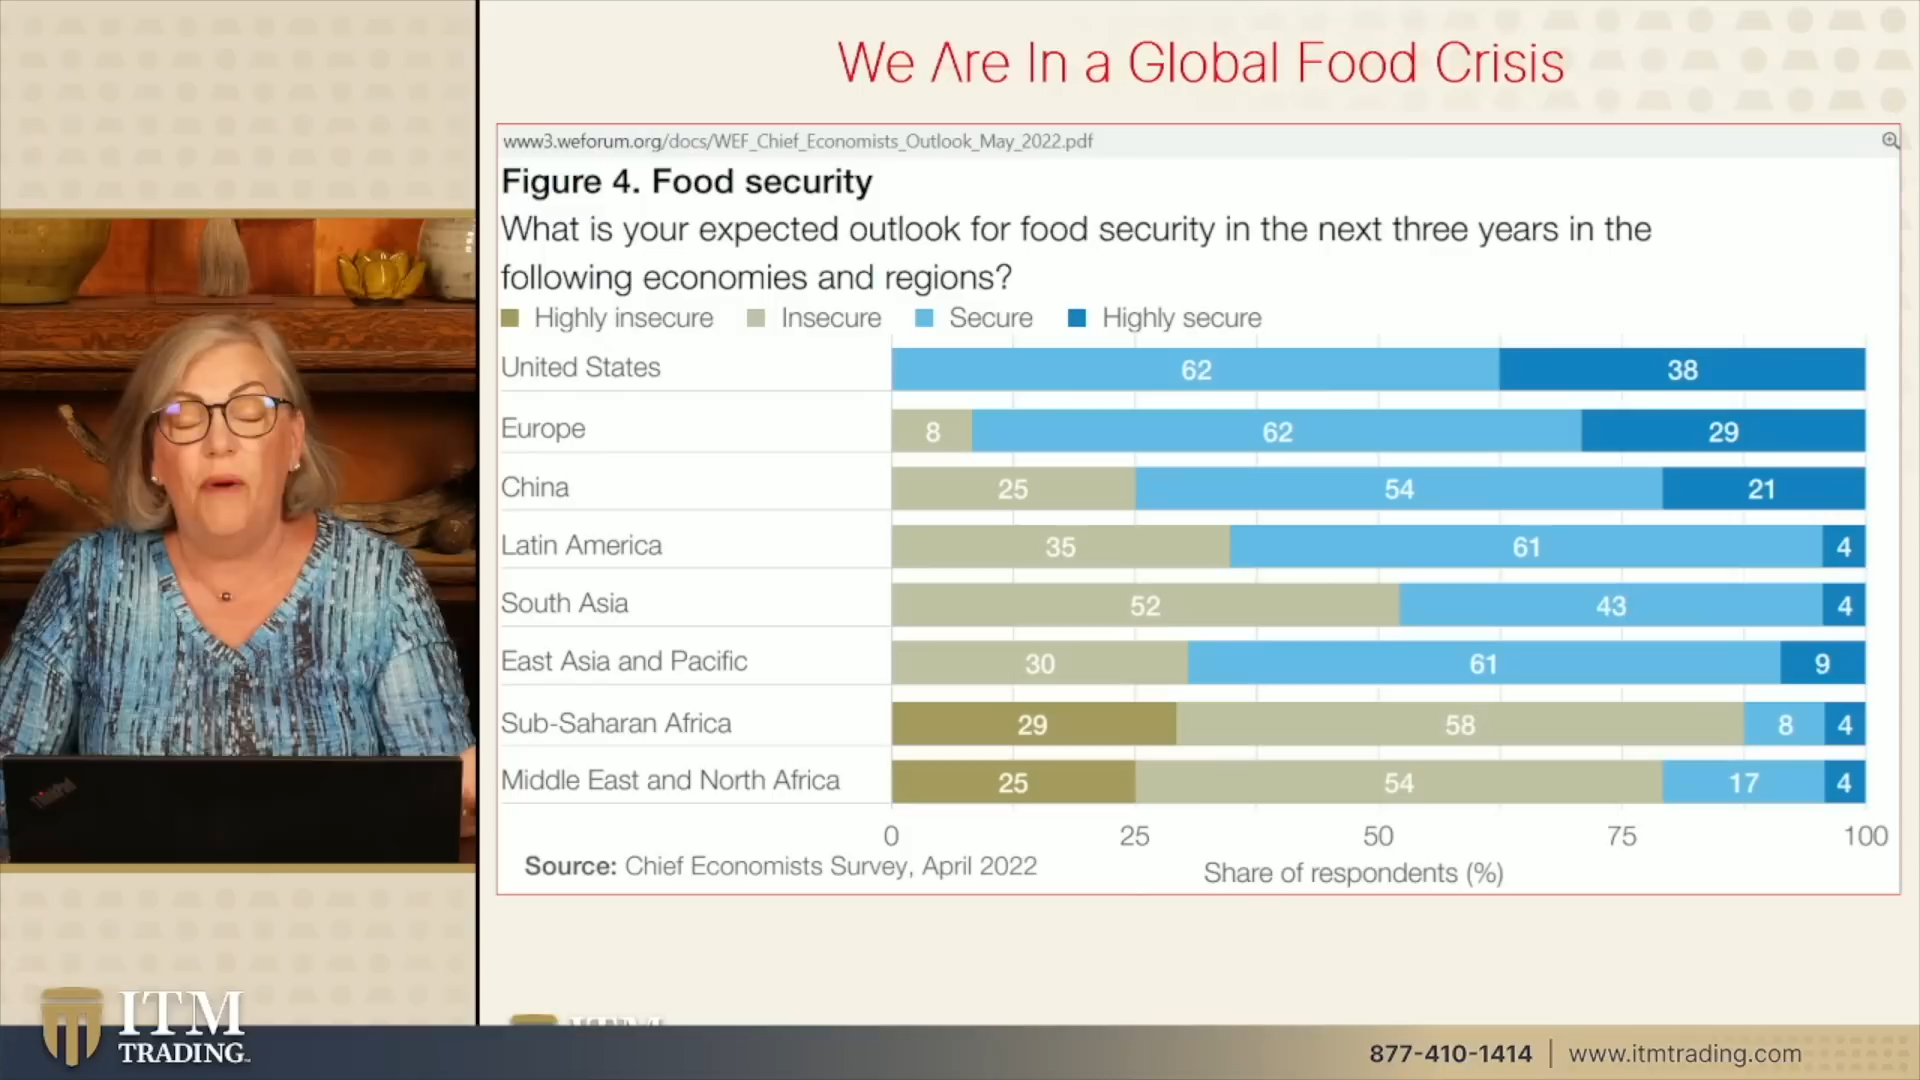 We Are In a Global Food Crisis
www3.weforum.org/docs/WEF_Chief_Economists_Outlook_May_2022.pdf
Figure 4. Food security
What is your expected outlook for food security in the next three years in the
following economies and regions?
Highly insecure Insecure Secure Highly secure
United States 62 38
Europe 8 62 29
China 25 54 21
Latin America 35 61 4
South Asia 52 43 4
East Asia and Pacific 30 61 9
Sub-Saharan Africa 29 58 8 4
Middle East and North Africa 25 54 17 4
0 25 50 75 100
Source: Chief Economists Survey, April 2022
Share of respondents (%)
ITM
TRADING
ITM
877-410-1414 | www.itmtrading.com